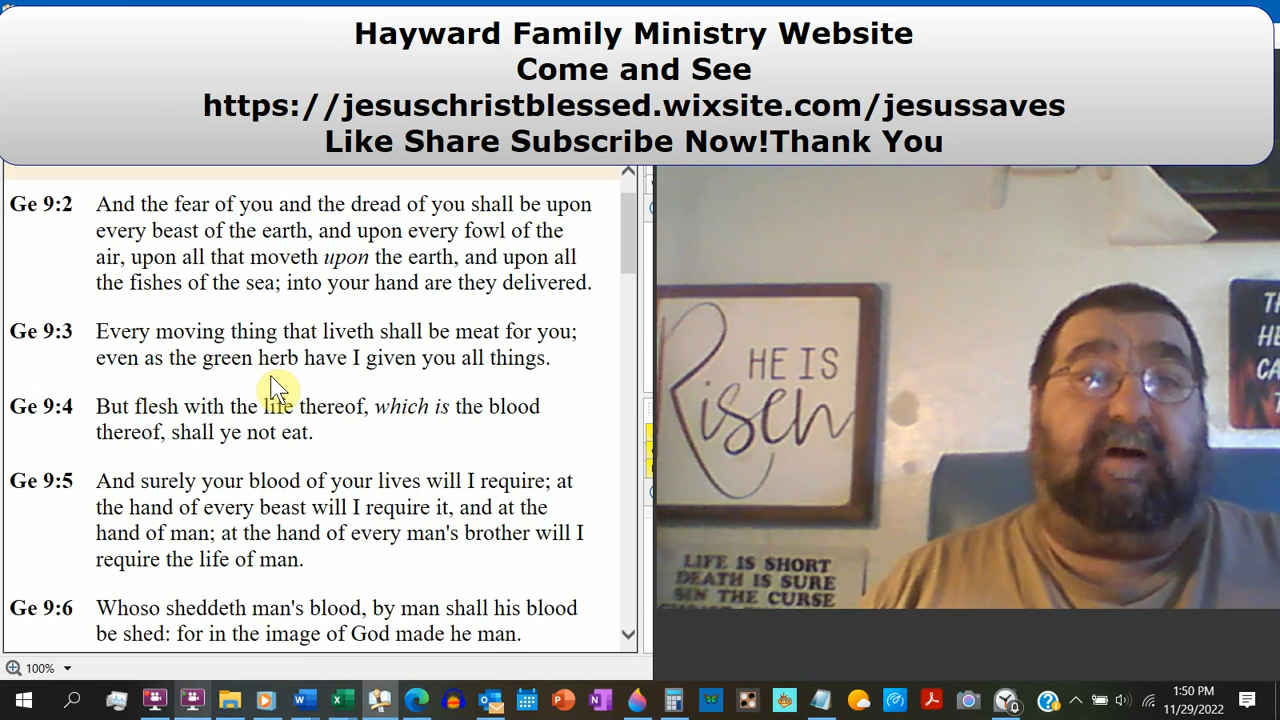 Hayward Family Ministry Website
Come and See
https://jesuschristblessed.wixsite.com/jesussaves
Like Share Subscribe Now!Thank You
Ge 9:2 And the fear of you and the dread of you shall be upon
every beast of the earth, and upon every fowl of the
air, upon all that moveth upon the earth, and upon all
the fishes of the sea; into your hand are they delivered.
Ge 9:3 Every moving thing that liveth shall be meat for you;
even as the green herb have I given you all things.
Ge 9:4 But flesh with the life thereof, which is the blood
thereof, shall ye not eat.
Ge 9:5 And surely your blood of your lives will I require; at
the hand of every beast will I require it, and at the
hand of man; at the hand of every man's brother will I
require the life of man.
Ge 9:6 Whoso sheddeth man's blood, by man shall his blood
be shed: for in the image of God made he man.
HE IS
Risen
LIFE IS SHORT
DEATH IS SURE
SIN THE CURSE
100%
1:50 PM
11/29/2022